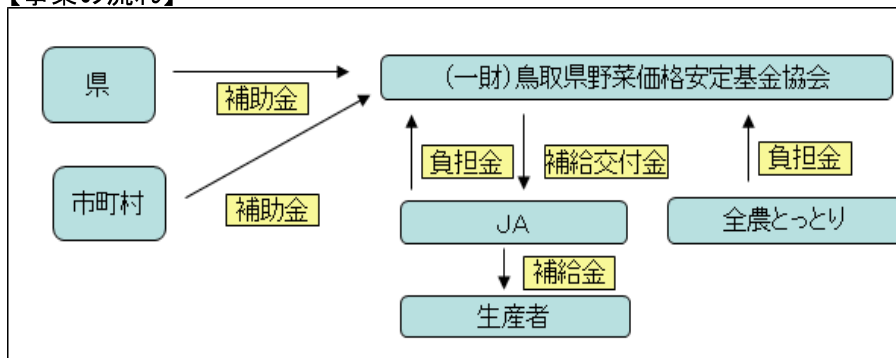 【事業の流れ】
県
補助金
(一財)鳥取県野菜価格安定基金協会
市町村
補助金
負担金
補給交付金
負担金
JA
全農とっとり
補給金
生産者